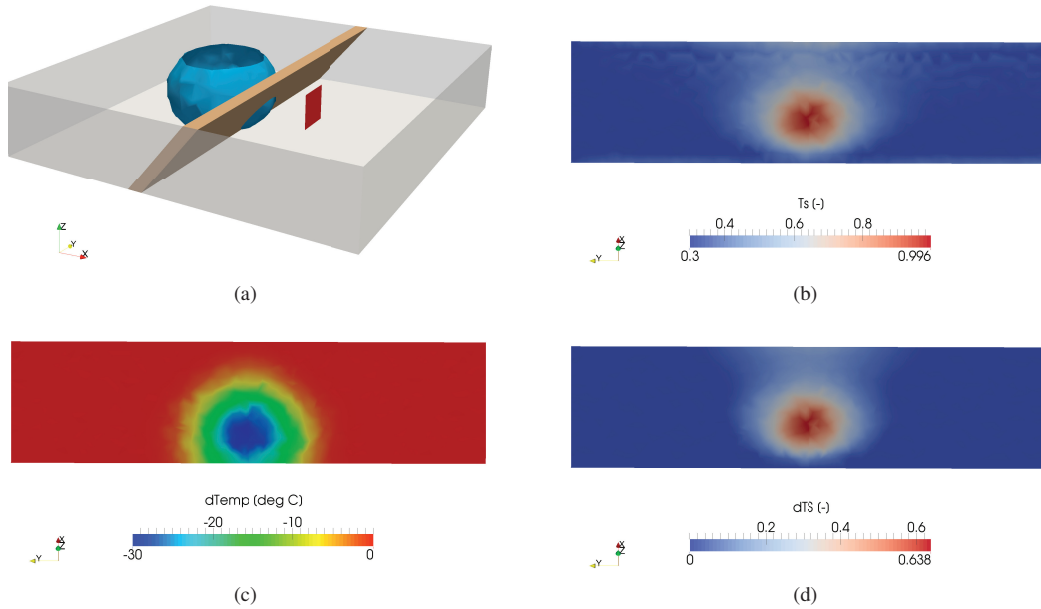 Z
Y
X
(a)
Ts (-)
0.4 0.6 0.8
0.3 0.996
X
Z
Y
(b)
dTemp (deg C)
-20 -10
-30 0
X
Z
Y
(c)
dTS (-)
0.2 0.4 0.6
0 0.638
X
Z
Y
(d)